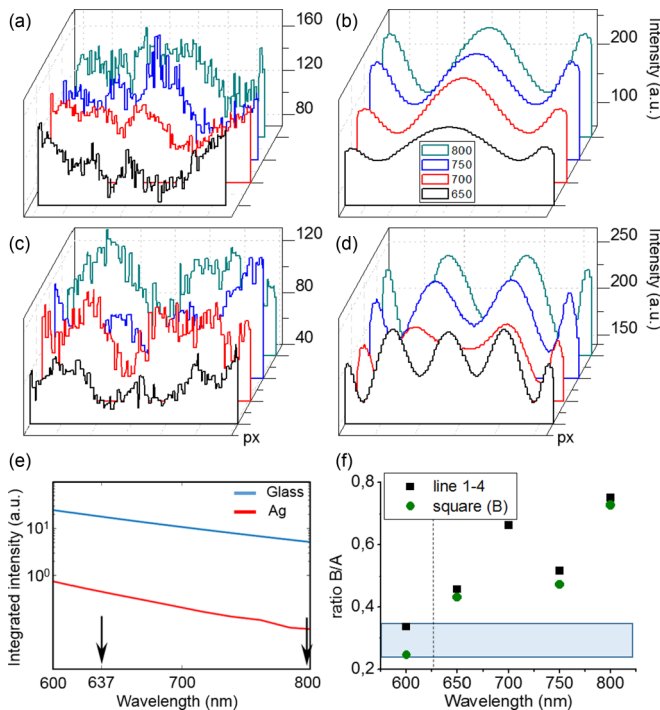 (a)
160
120
80
(b)
200
100
Intensity (a.u.)
800
750
700
650
(c)
120
80
40
px
(d)
250
200
150
Intensity (a.u.)
px
(e)
Integrated intensity (a.u.)
10¹
10⁰
Glass
Ag
600
637
700
800
Wavelength (nm)
(f)
ratio B/A
0,8
0,6
0,4
0,2
line 1-4
square (B)
600
650
700
750
800
Wavelength (nm)